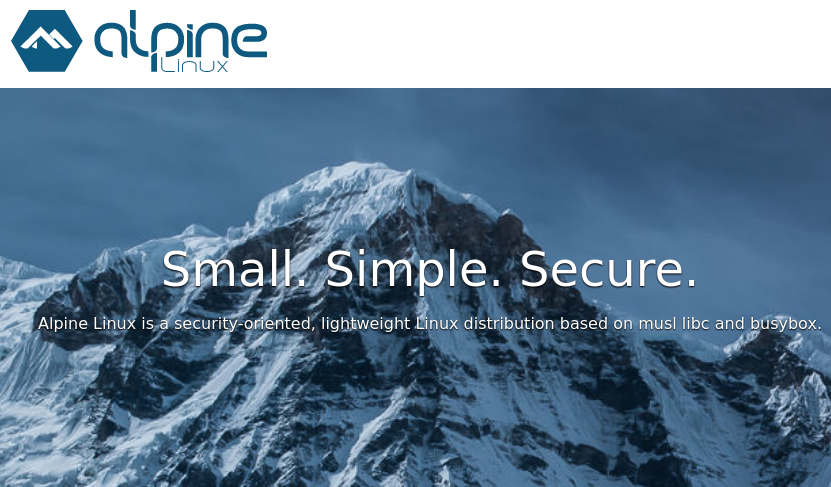 alpine
Linux
Small. Simple. Secure.
Alpine Linux is a security-oriented, lightweight Linux distribution based on musl libc and busybox.